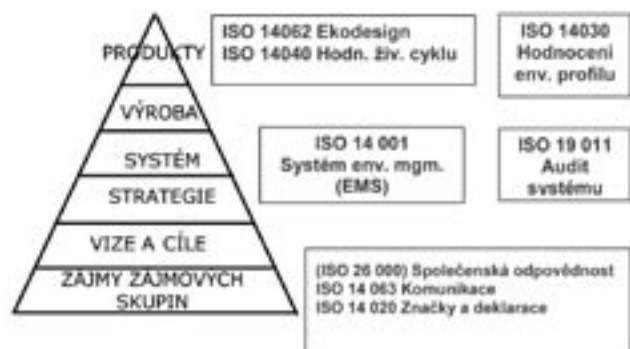 PRODUKTY
VÝROBA
SYSTÉM
STRATEGIE
VIZE A CÍLE
ZÁJMY ZÁJMOVÝCH
SKUPIN
ISO 14062 Ekodesign
ISO 14040 Hodn. živ. cyklu
ISO 14030
Hodnocení
env. profilu
ISO 14 001
Systém env. mgm.
(EMS)
ISO 19 011
Audit
systému
(ISO 26 000) Společenská odpovědnost
ISO 14 063 Komunikace
ISO 14 020 Značky a deklarace